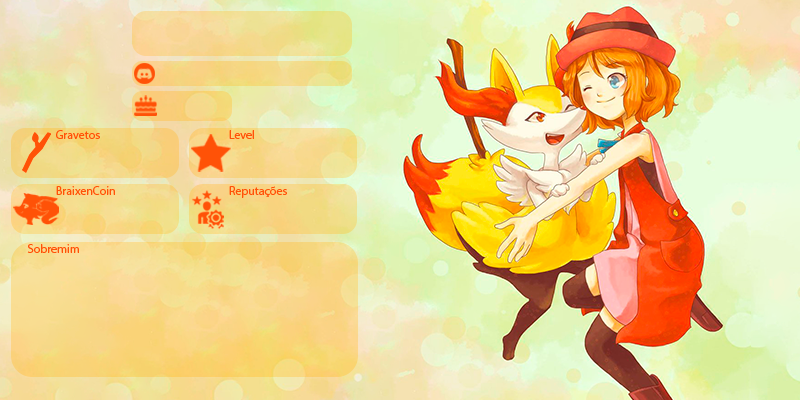 Gravetos
Level
BraixenCoin
Reputações
Sobremim